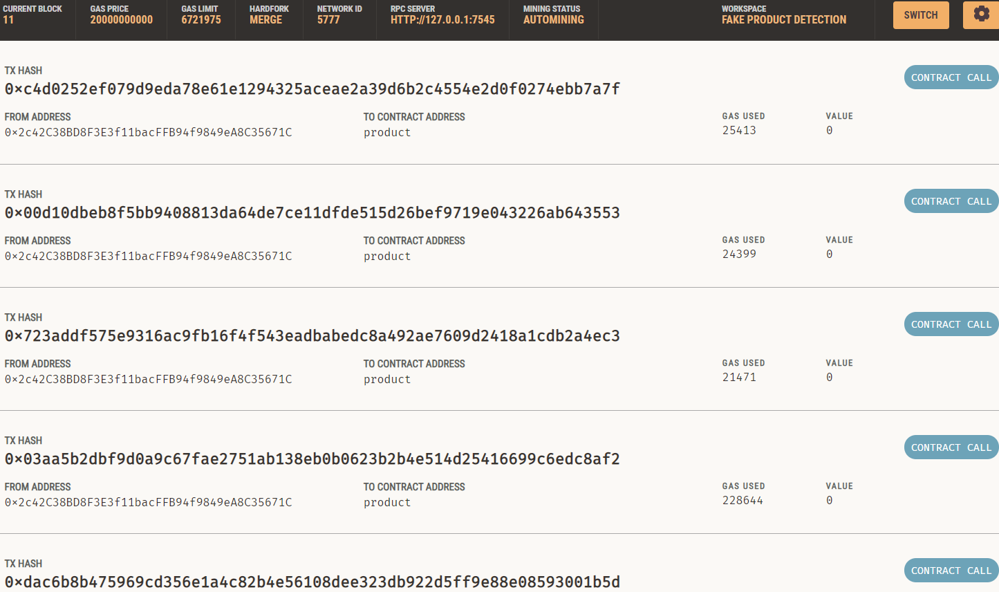 CURRENT BLOCK GAS PRICE GAS LIMIT HARDFORK NETWORK ID RPC SERVER MINING STATUS WORKSPACE
11 20000000000 6721975 MERGE 5777 HTTP://127.0.0.1:7545 AUTOMINING FAKE PRODUCT DETECTION SWITCH
TX HASH
0xc4d0252ef079d9eda78e61e1294325aceae2a39d6b2c4554e2d0f0274ebb7a7f CONTRACT CALL
FROM ADDRESS TO CONTRACT ADDRESS GAS USED VALUE
0x2c42C38BD8F3E3f11bacFFB94f9849eA8C35671C product 25413 0
TX HASH
0x00d10dbeb8f5bb9408813da64de7ce11dfde515d26bef9719e043226ab643553 CONTRACT CALL
FROM ADDRESS TO CONTRACT ADDRESS GAS USED VALUE
0x2c42C38BD8F3E3f11bacFFB94f9849eA8C35671C product 24399 0
TX HASH
0x723addf575e9316ac9fb16f4f543eadbabedc8a492ae7609d2418a1cdb2a4ec3 CONTRACT CALL
FROM ADDRESS TO CONTRACT ADDRESS GAS USED VALUE
0x2c42C38BD8F3E3f11bacFFB94f9849eA8C35671C product 21471 0
TX HASH
0x03aa5b2dbf9d0a9c67fae2751ab138eb0b0623b2b4e514d25416699c6edc8af2 CONTRACT CALL
FROM ADDRESS TO CONTRACT ADDRESS GAS USED VALUE
0x2c42C38BD8F3E3f11bacFFB94f9849eA8C35671C product 228644 0
TX HASH
0xdac6b8b475969cd356e1a4c82b4e56108dee323db922d5ff9e88e08593001b5d CONTRACT CALL